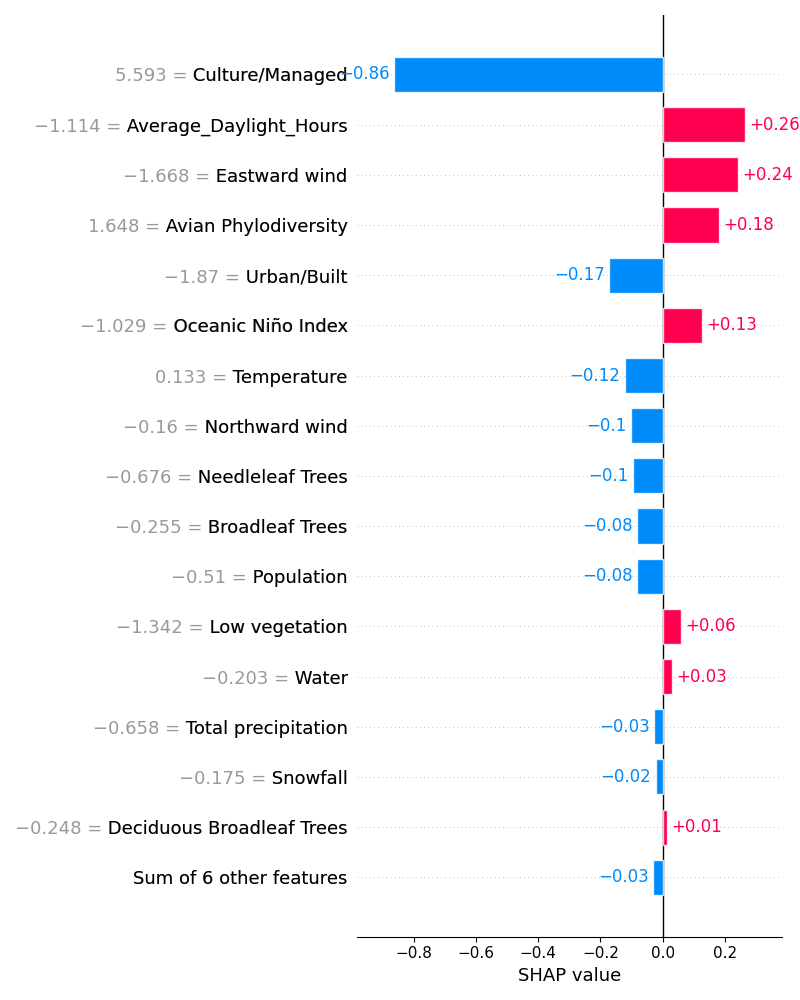 5.593 = Culture/Managed −0.86
−1.114 = Average_Daylight_Hours +0.26
−1.668 = Eastward wind +0.24
1.648 = Avian Phylodiversity +0.18
−1.87 = Urban/Built −0.17
−1.029 = Oceanic Niño Index +0.13
0.133 = Temperature −0.12
−0.16 = Northward wind −0.1
−0.676 = Needleleaf Trees −0.1
−0.255 = Broadleaf Trees −0.08
−0.51 = Population −0.08
−1.342 = Low vegetation +0.06
−0.203 = Water +0.03
−0.658 = Total precipitation −0.03
−0.175 = Snowfall −0.02
−0.248 = Deciduous Broadleaf Trees +0.01
Sum of 6 other features −0.03
−0.8 −0.6 −0.4 −0.2 0.0 0.2
SHAP value